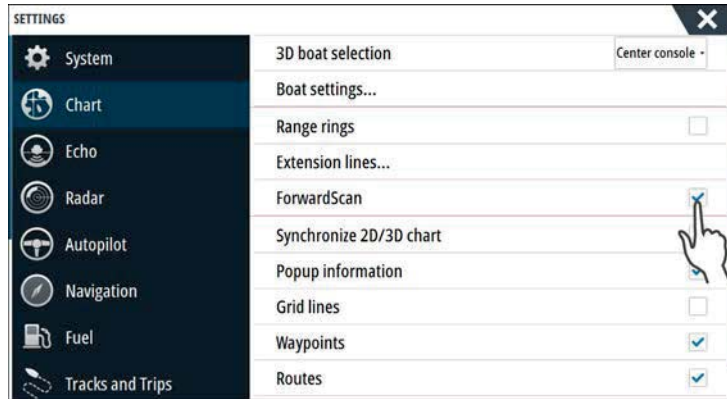 SETTINGS
System
Chart
Echo
Radar
Autopilot
Navigation
Fuel
Tracks and Trips
3D boat selection
Center console
Boat settings...
Range rings
Extension lines...
ForwardScan
Synchronize 2D/3D chart
Popup information
Grid lines
Waypoints
Routes